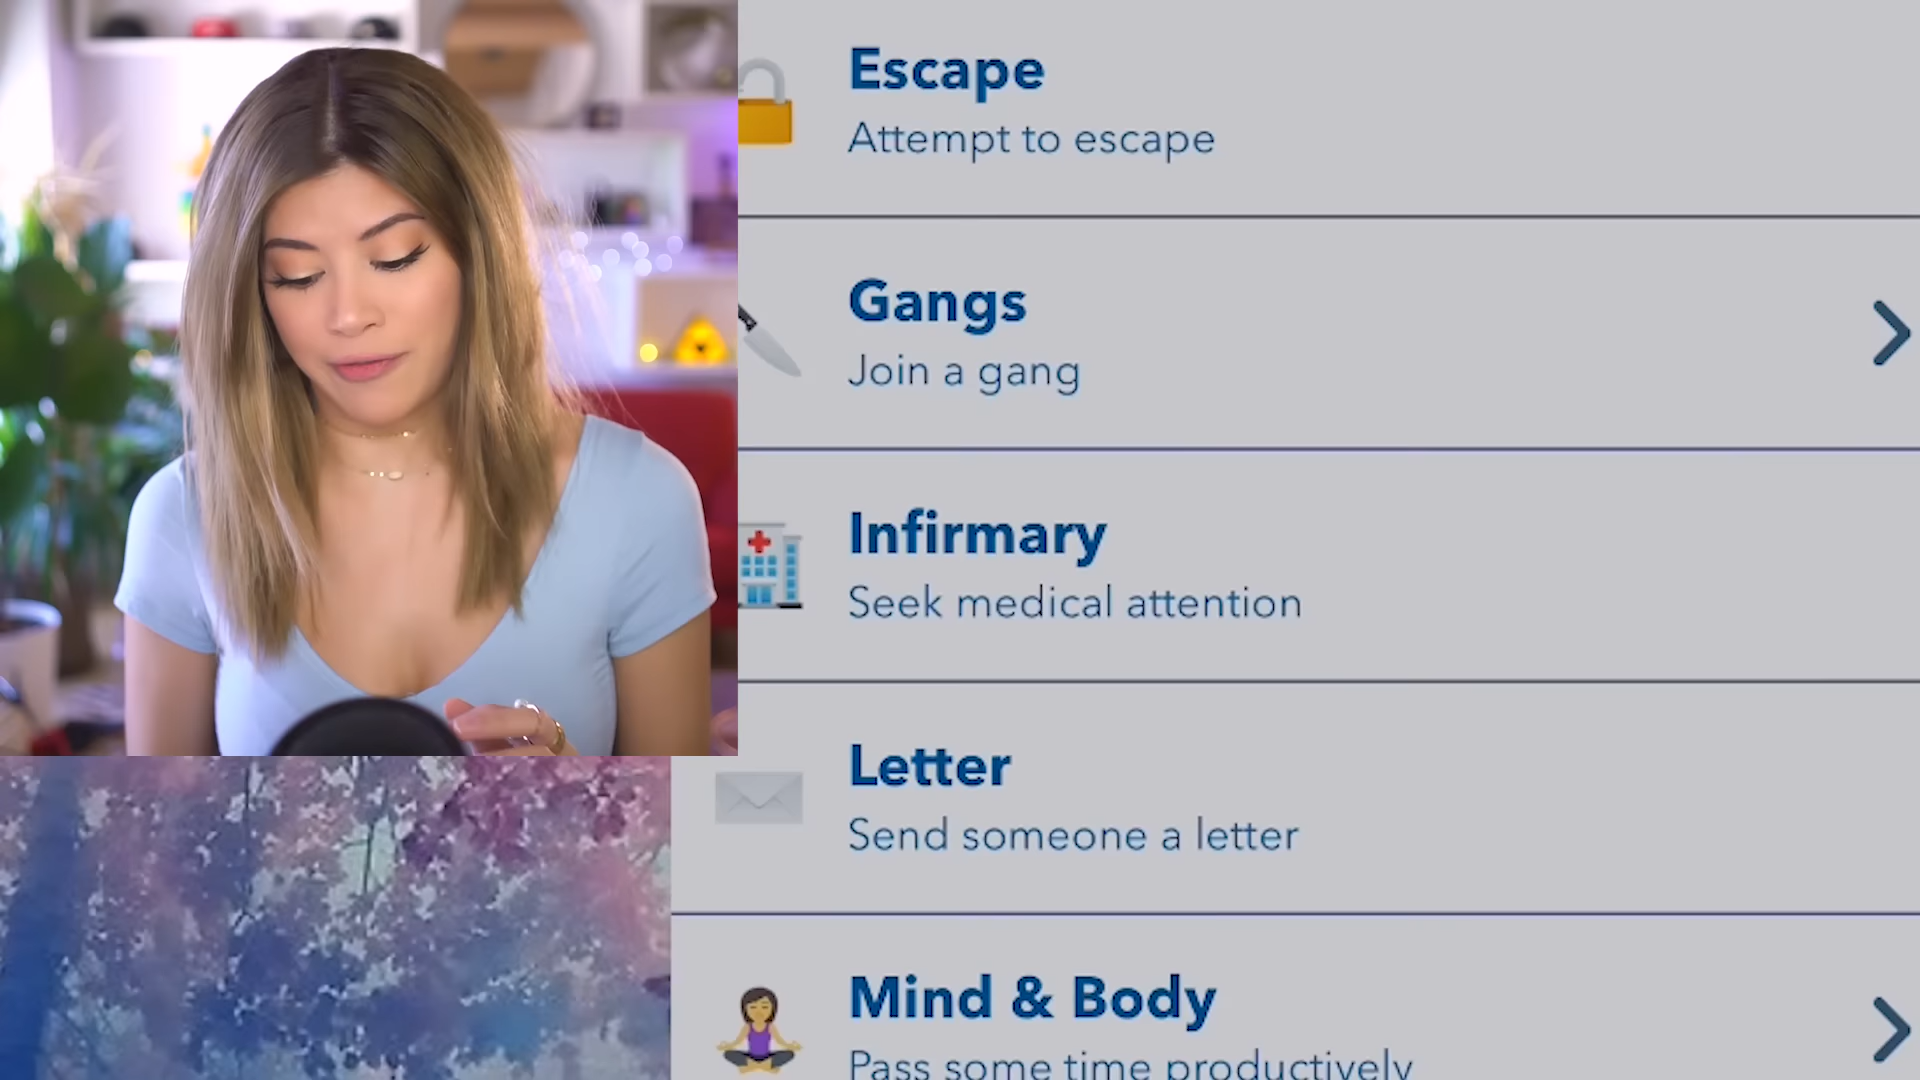 Escape
Attempt to escape
Gangs
Join a gang
Infirmary
Seek medical attention
Letter
Send someone a letter
Mind & Body
Pass some time productively